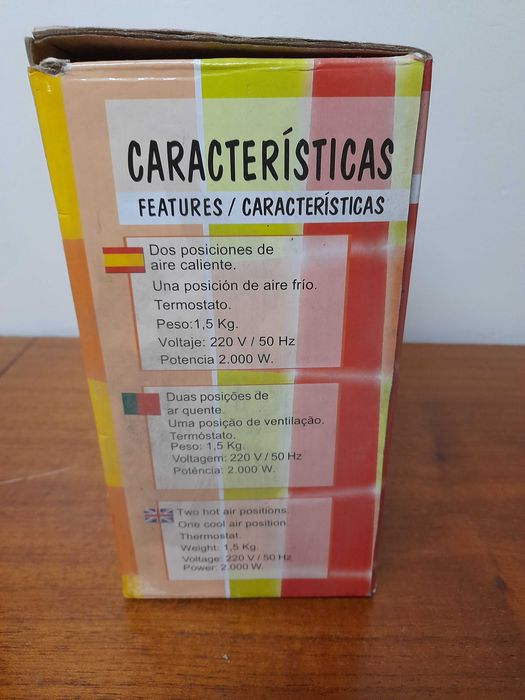 CARACTERÍSTICAS
FEATURES / CARACTERÍSTICAS
Dos posiciones de
aire caliente.
Una posición de aire frío.
Termostato.
Peso:1,5 Kg.
Voltaje: 220 V / 50 Hz
Potencia 2.000 W.
Duas posições de
ar quente.
Uma posição de ventilação.
Termóstato.
Peso: 1,5 Kg.
Voltagem: 220 V / 50 Hz
Potência: 2.000 W.
Two hot air positions.
One cool air position.
Thermostat.
Weight: 1,5 Kg.
Voltage: 220 V / 50 Hz
Power: 2.000 W.